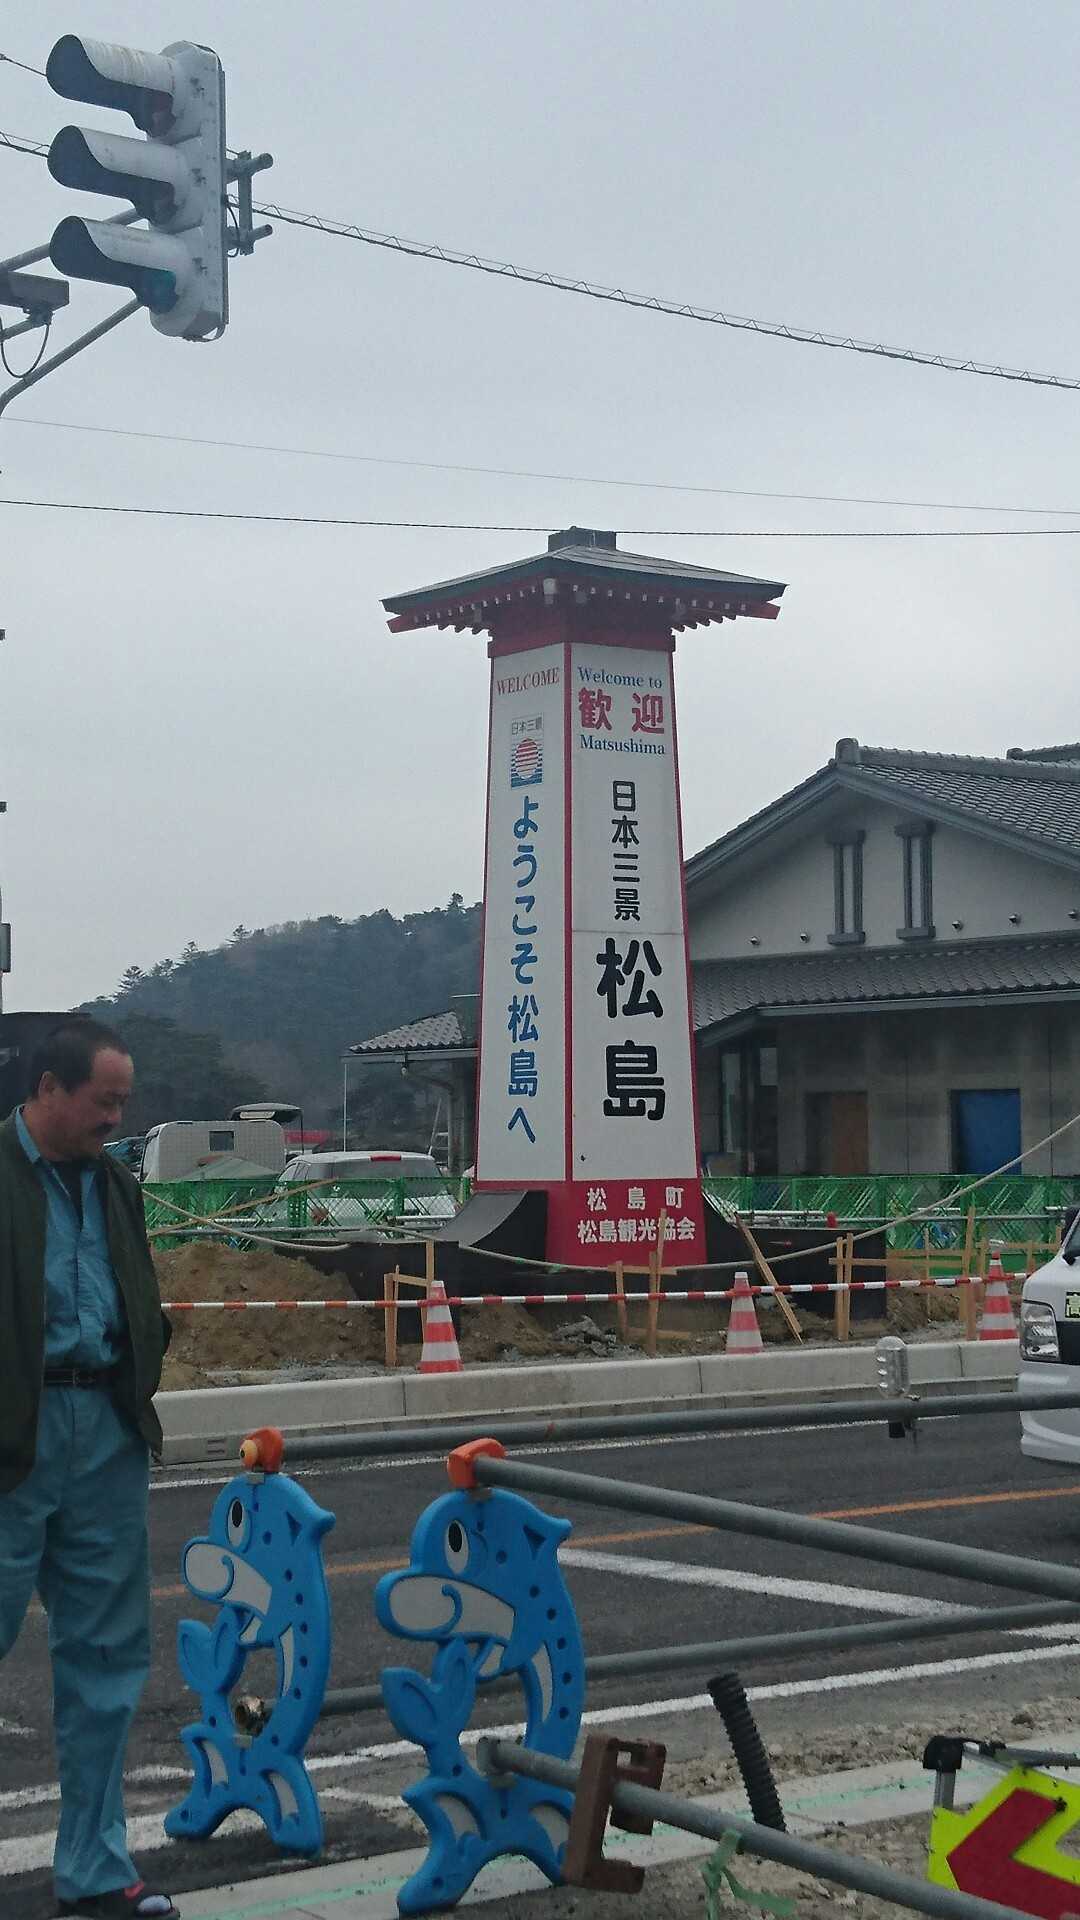 WELCOME
日本三景
ようこそ松島へ
Welcome to
歓迎
Matsushima
日本三景
松島
松島町
松島観光協会